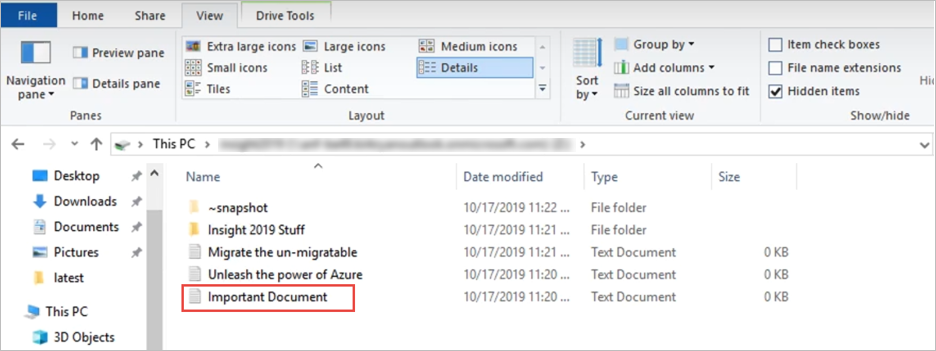 File Home Share View Drive Tools
Extra large icons Large icons Medium icons
Small icons List Details
Tiles Content
Preview pane
Details pane
Navigation pane
Panes
Layout
Sort by
Group by
Add columns
Size all columns to fit
Current view
Item check boxes
File name extensions
Hidden items
Show/hide
This PC
Desktop
Downloads
Documents
Pictures
latest
This PC
3D Objects
Name Date modified Type Size
~snapshot 10/17/2019 11:22 ... File folder
Insight 2019 Stuff 10/17/2019 11:21 ... File folder
Migrate the un-migratable 10/17/2019 11:21 ... Text Document 0 KB
Unleash the power of Azure 10/17/2019 11:20 ... Text Document 0 KB
Important Document 10/17/2019 11:20 ... Text Document 0 KB